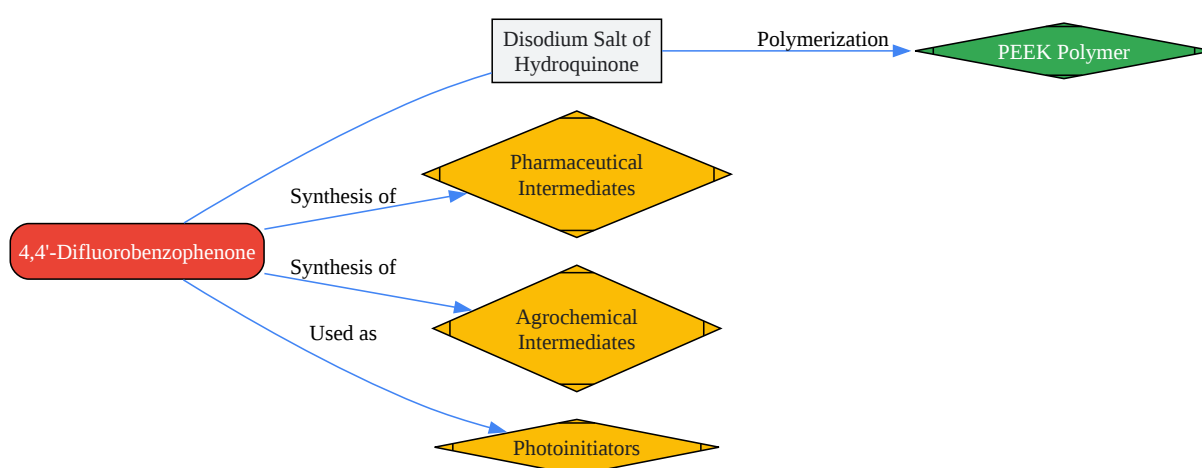 Disodium Salt of
Hydroquinone
Polymerization
PEEK Polymer
Pharmaceutical
Intermediates
Synthesis of
4,4'-Difluorobenzophenone
Synthesis of
Agrochemical
Intermediates
Used as
Photoinitiators